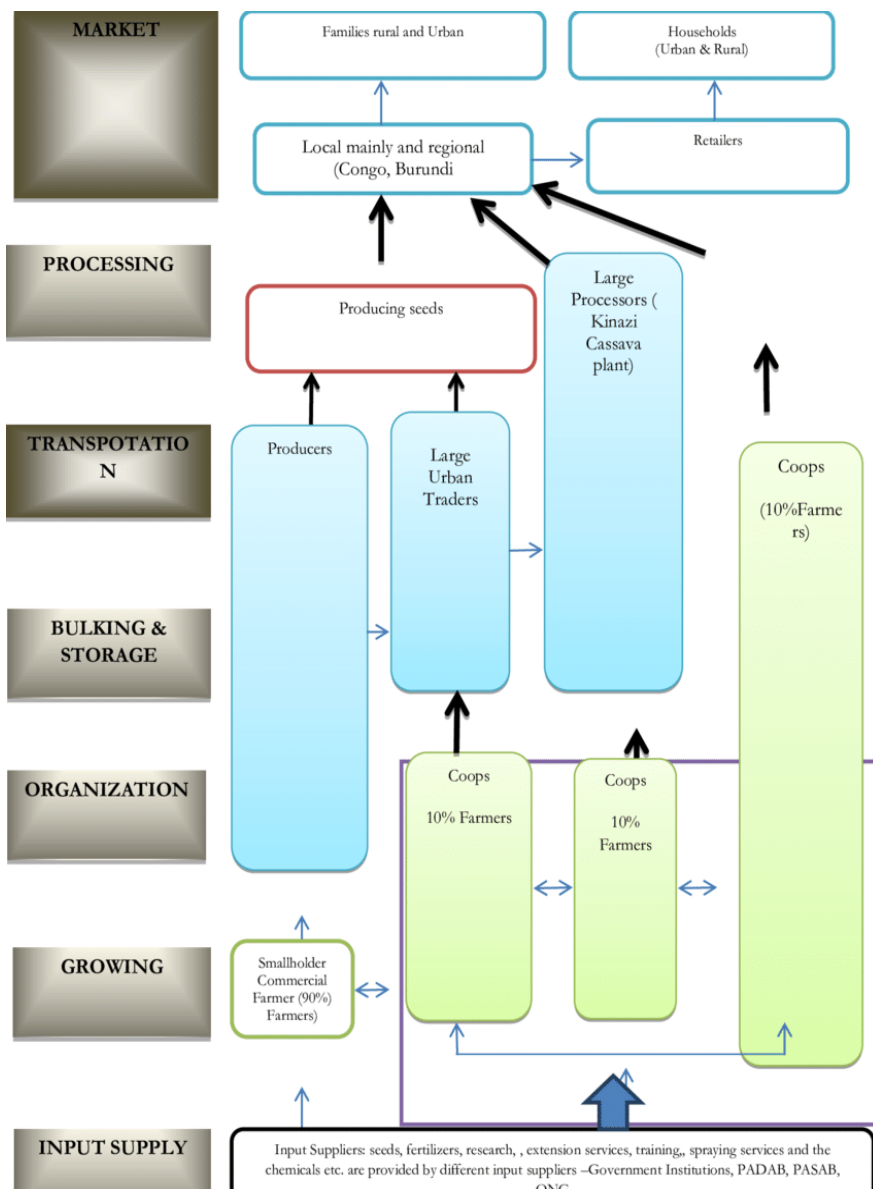 MARKET
Families rural and Urban
Households
(Urban & Rural)
Local mainly and regional
(Congo, Burundi
Retailers
PROCESSING
Producing seeds
Large
Processors (
Kinazi
Cassava
plant)
TRANSPOTATIO
N
Producers
Large
Urban
Traders
Coops
(10%Farme
rs)
BULKING &
STORAGE
ORGANIZATION
Coops
10% Farmers
Coops
10%
Farmers
GROWING
Smallholder
Commercial
Farmer (90%)
Farmers)
INPUT SUPPLY
Input Suppliers: seeds, fertilizers, research, , extension services, training,, spraying services and the
chemicals etc. are provided by different input suppliers –Government Institutions, PADAB, PASAB,
ONG